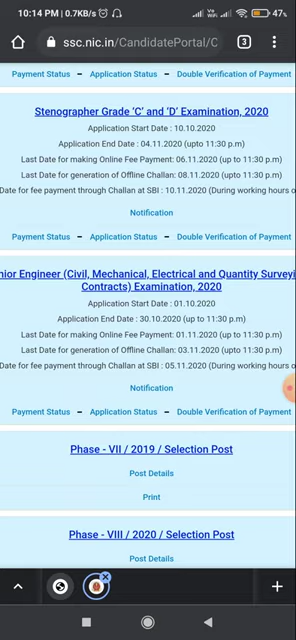 10:14 PM | 0.7KB/s
47%
ssc.nic.in/CandidatePortal/C
3
Payment Status – Application Status – Double Verification of Payment
Stenographer Grade ‘C’ and ‘D’ Examination, 2020
Application Start Date : 10.10.2020
Application End Date : 04.11.2020 (upto 11:30 p.m)
Last Date for making Online Fee Payment: 06.11.2020 (up to 11:30 p.m)
Last Date for generation of Offline Challan: 08.11.2020 (upto 11:30 p.m)
Date for fee payment through Challan at SBI : 10.11.2020 (During working hours o
Notification
Payment Status – Application Status – Double Verification of Payment
nior Engineer (Civil, Mechanical, Electrical and Quantity Surveyi
Contracts) Examination, 2020
Application Start Date : 01.10.2020
Application End Date : 30.10.2020 (up to 11:30 p.m)
Last Date for making Online Fee Payment: 01.11.2020 (up to 11:30 p.m)
Last Date for generation of Offline Challan: 03.11.2020 (upto 11:30 p.m)
Date for fee payment through Challan at SBI : 05.11.2020 (During working hours o
Notification
Payment Status – Application Status – Double Verification of Payment
Phase - VII / 2019 / Selection Post
Post Details
Print
Phase - VIII / 2020 / Selection Post
Post Details